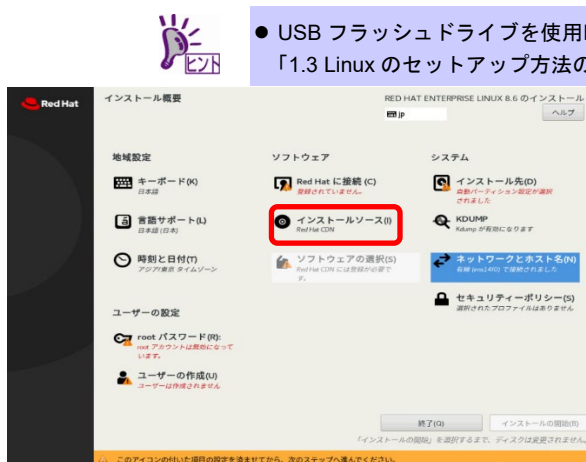 ヒント
● USB フラッシュドライブを使用
「1.3 Linux のセットアップ方法の
Red Hat
インストール概要
RED HAT ENTERPRISE LINUX 8.6 のインストール
jp
ヘルプ
地域設定
キーボード(K)
日本語
言語サポート(L)
日本語 (日本)
時刻と日付(T)
アジア/東京 タイムゾーン
ソフトウェア
Red Hat に接続 (C)
登録されていません。
インストールソース(I)
Red Hat CDN
ソフトウェアの選択(S)
Red Hat CDN には登録が必要で
す。
システム
インストール先(D)
自動パーティション設定が選択
されました
KDUMP
Kdump が有効になります
ネットワークとホスト名(N)
有線 (ens14f0) で接続されました
セキュリティーポリシー(S)
選択されたプロファイルはありません
ユーザーの設定
root パスワード(R):
root アカウントは無効になって
います。
ユーザーの作成(U)
ユーザーは作成されません
終了(Q)
インストールの開始(B)
「インストールの開始」を選択するまで、ディスクは変更されません。
このアイコンの付いた項目の設定を済ませてから、次のステップへ進んでください。